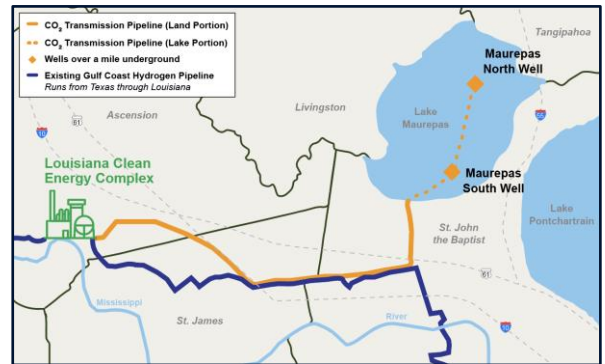 CO₂ Transmission Pipeline (Land Portion)
CO₂ Transmission Pipeline (Lake Portion)
Wells over a mile underground
Existing Gulf Coast Hydrogen Pipeline
Runs from Texas through Louisiana
Tangipahoa
Maurepas
North Well
Ascension
Livingston
Lake
Maurepas
10
61
55
Louisiana Clean
Energy Complex
Maurepas
South Well
Lake
Pontchartrain
St. John
the Baptist
61
Mississippi
St. James
River
10